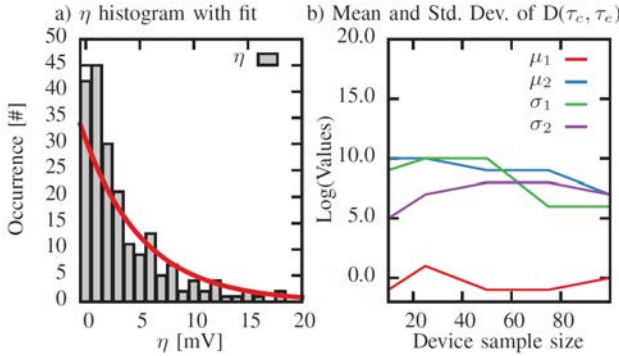 a) η histogram with fit
50
45
40
35
30
25
20
15
10
5
0
Occurrence [#]
η
0 5 10 15 20
η [mV]
b) Mean and Std. Dev. of D(τc, τe)
20.0
15.0
10.0
5.0
0.0
Log(Values)
μ1
μ2
σ1
σ2
20 40 60 80
Device sample size